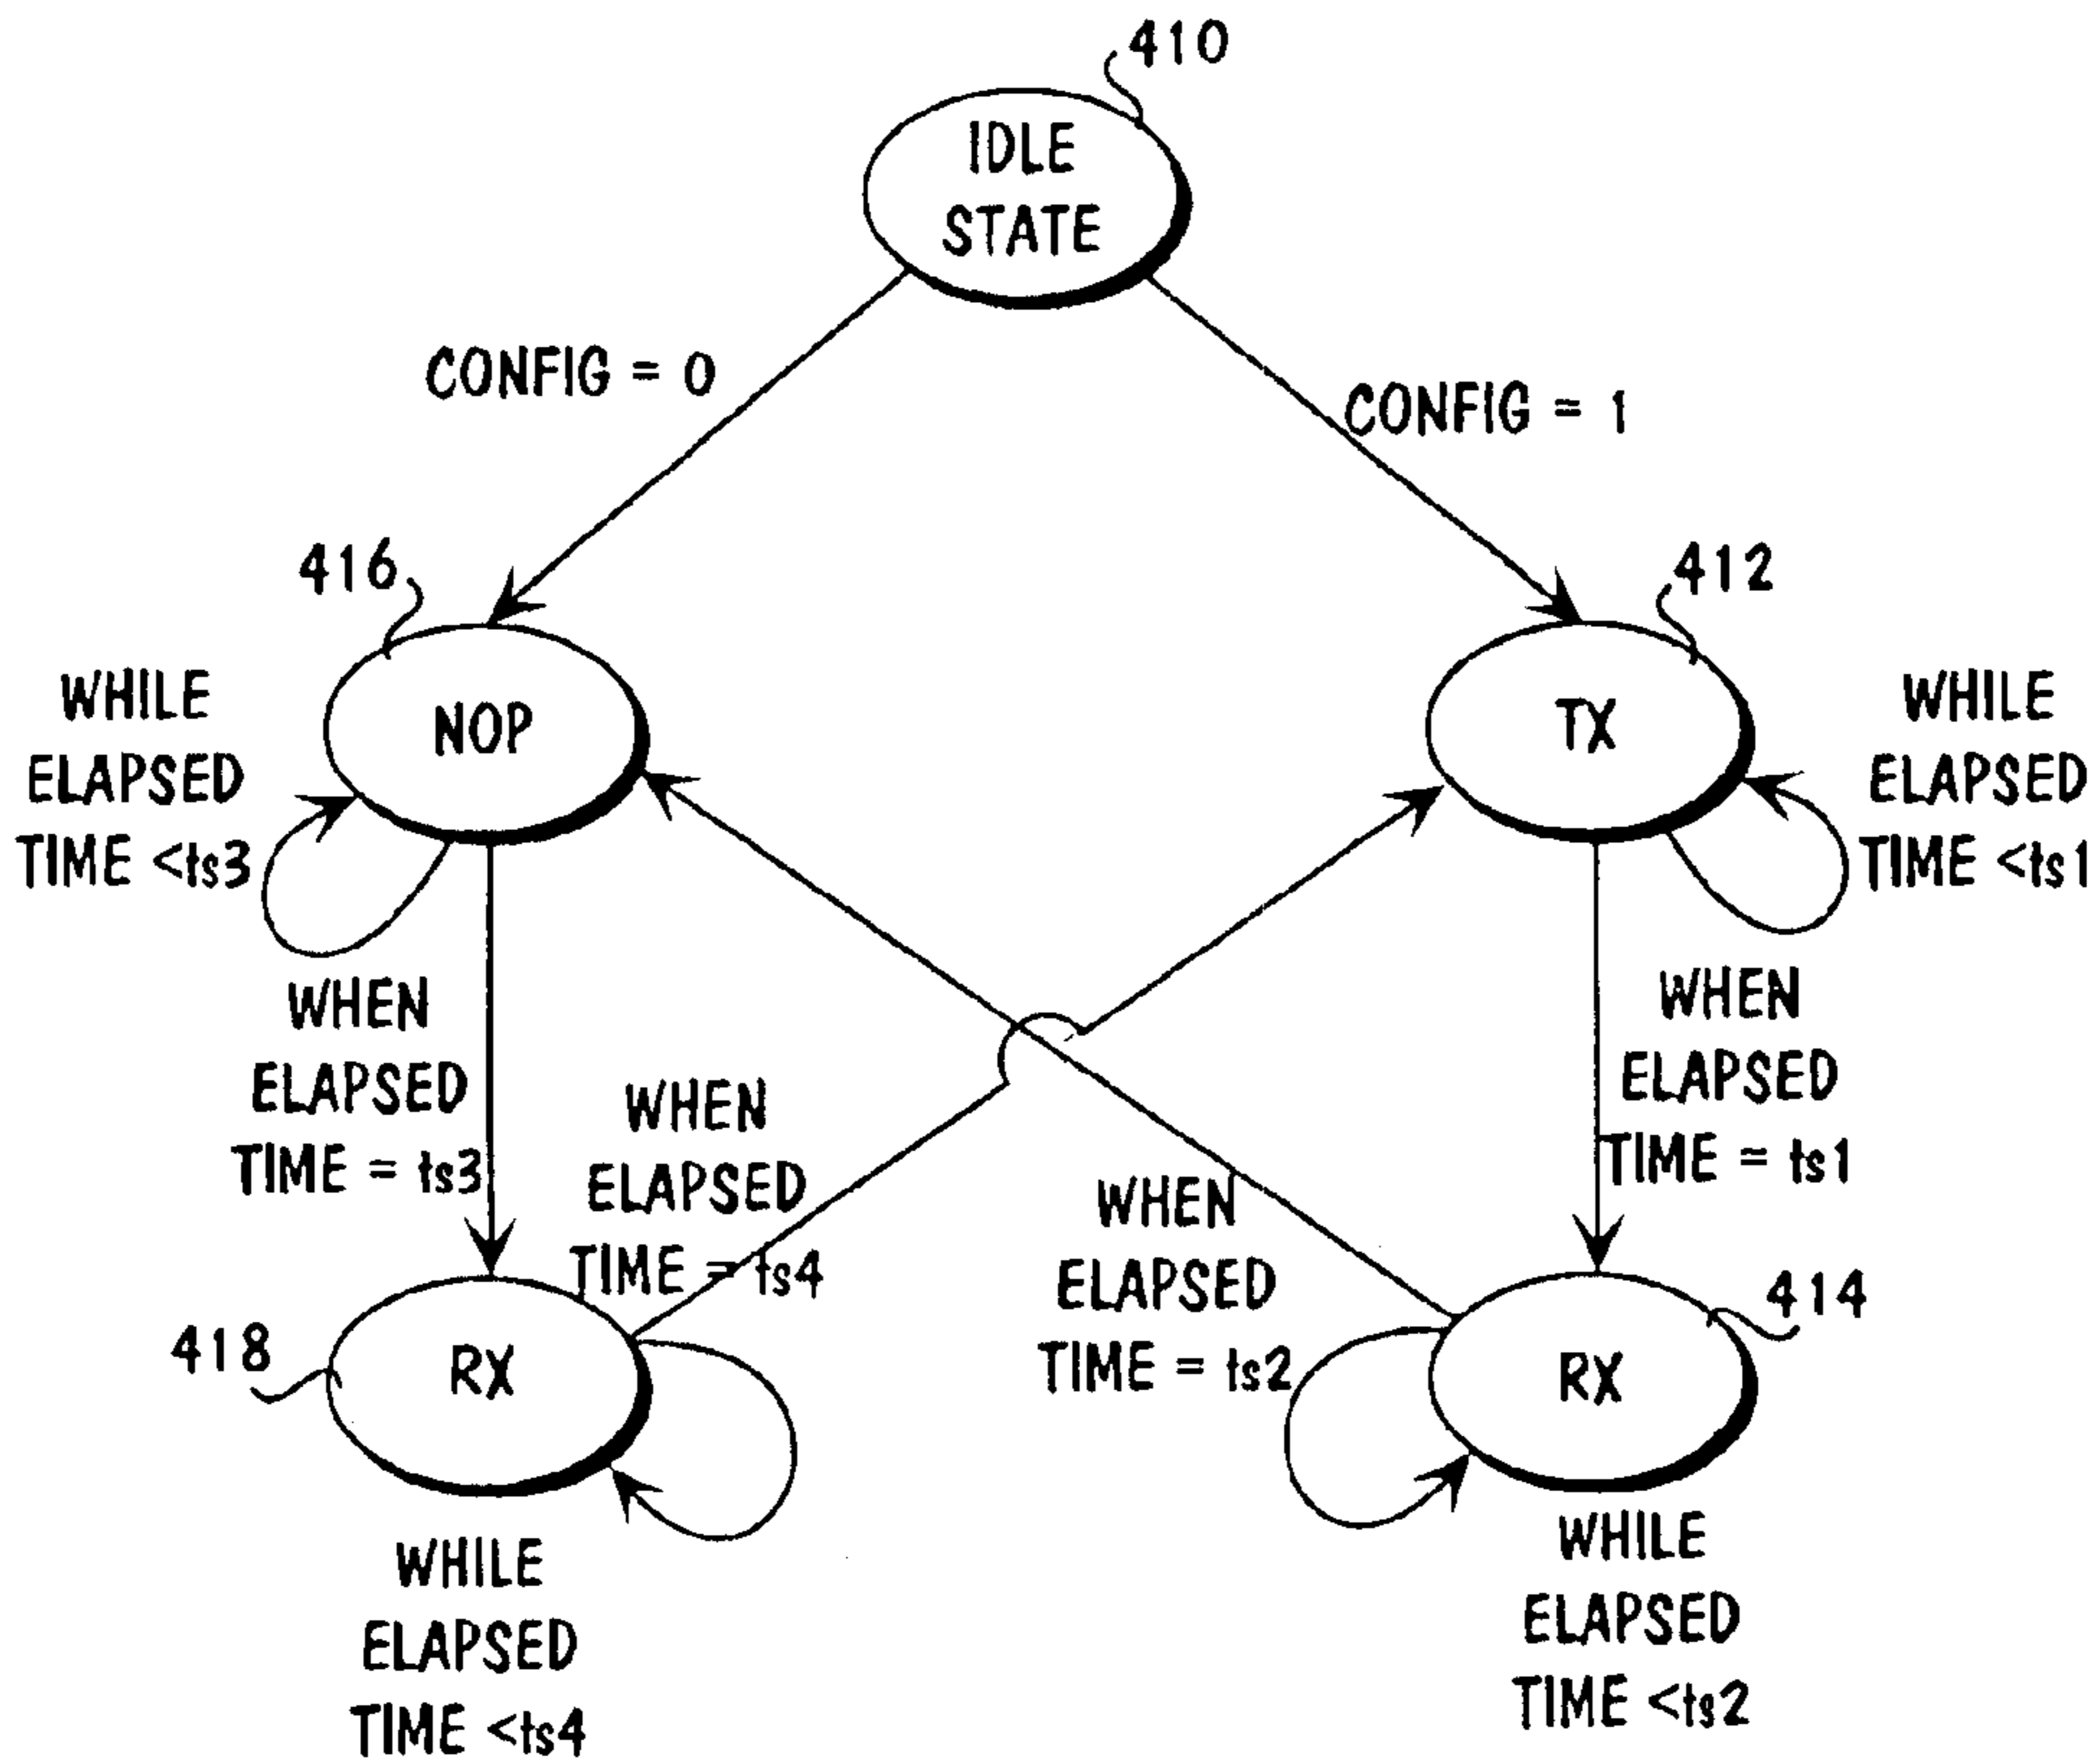 410
IDLE
STATE
CONFIG = 0
CONFIG = 1
416
412
WHILE
ELAPSED
TIME <ts3
NOP
TX
WHILE
ELAPSED
TIME <ts1
WHEN
ELAPSED
TIME = ts3
WHEN
ELAPSED
TIME = ts4
WHEN
ELAPSED
TIME = ts2
WHEN
ELAPSED
TIME = ts1
418
RX
RX
414
WHILE
ELAPSED
TIME <ts4
WHILE
ELAPSED
TIME <ts2